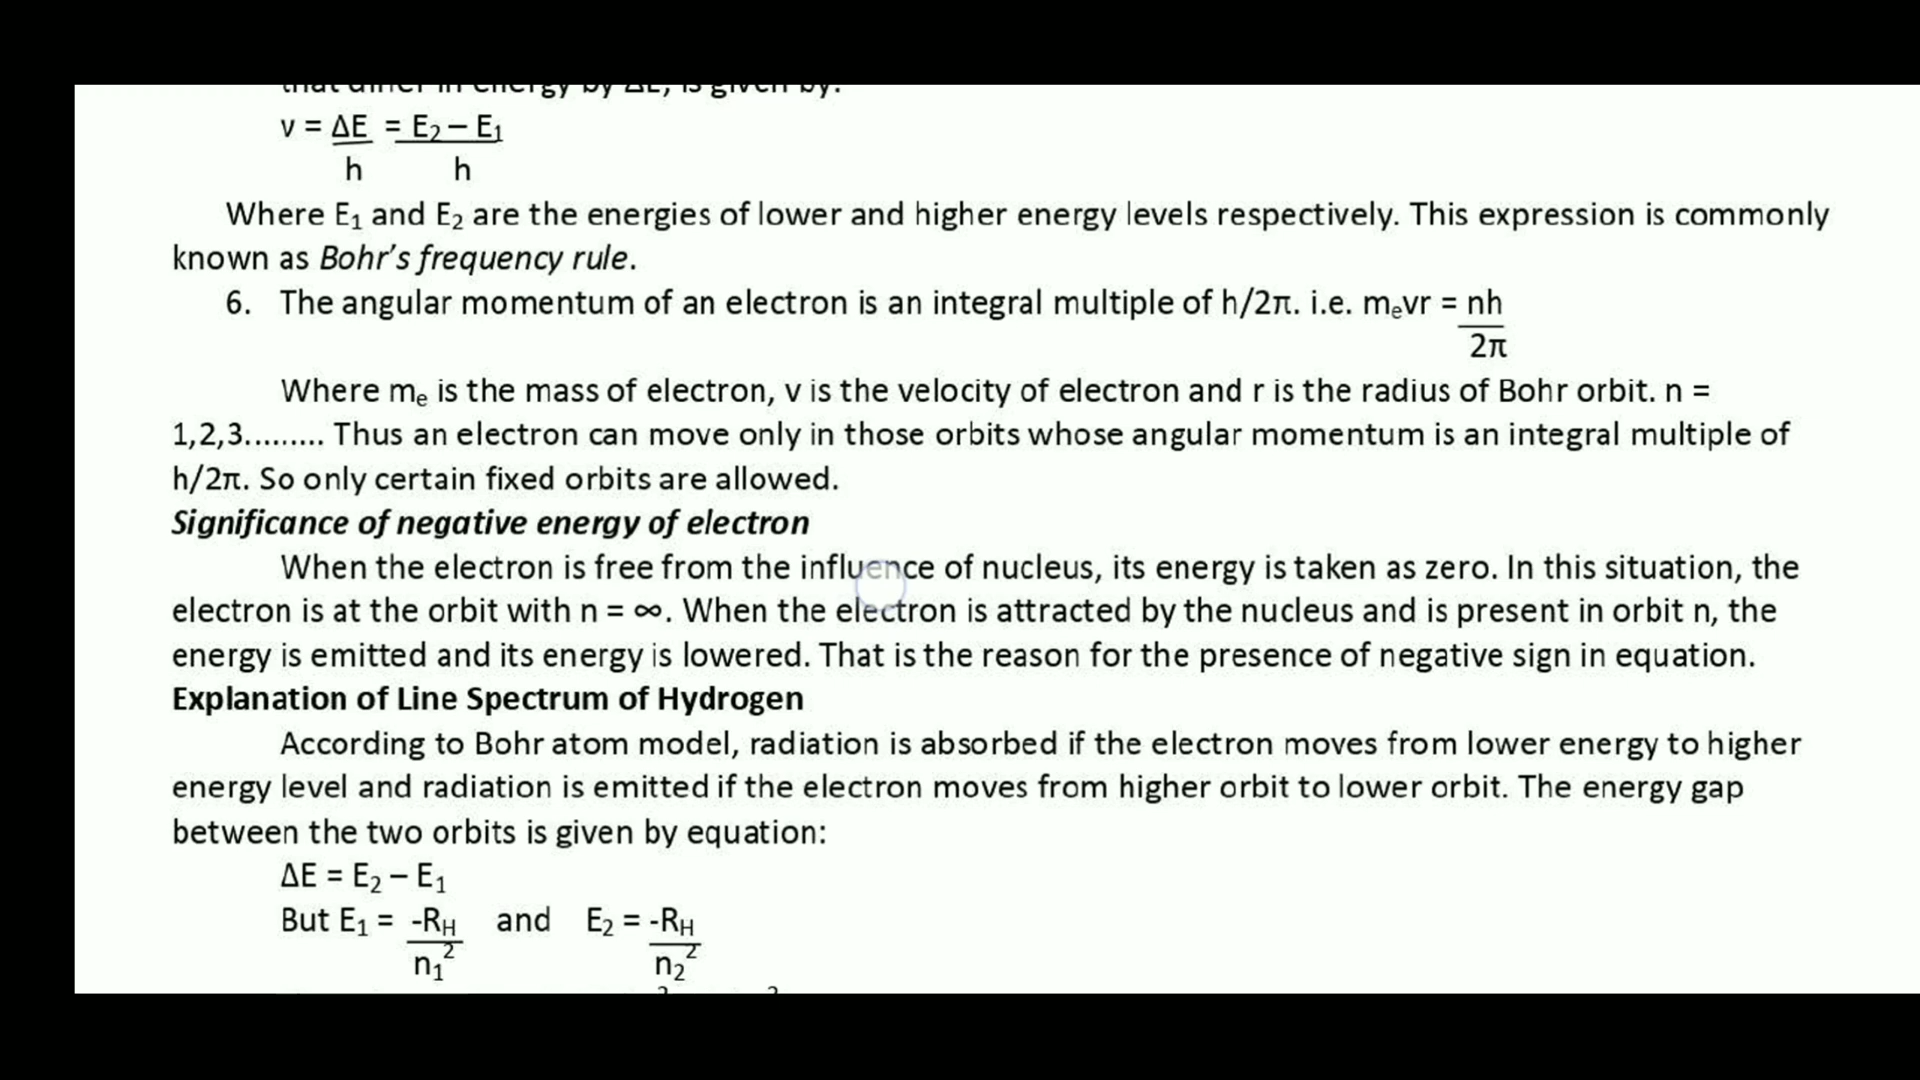 that differ in energy by ΔE, is given by:
ν = ΔE = E₂ – E₁
h h
Where E₁ and E₂ are the energies of lower and higher energy levels respectively. This expression is commonly
known as Bohr's frequency rule.
6. The angular momentum of an electron is an integral multiple of h/2π. i.e. mₑvr = nh
2π
Where mₑ is the mass of electron, v is the velocity of electron and r is the radius of Bohr orbit. n =
1,2,3......... Thus an electron can move only in those orbits whose angular momentum is an integral multiple of
h/2π. So only certain fixed orbits are allowed.
Significance of negative energy of electron
When the electron is free from the influence of nucleus, its energy is taken as zero. In this situation, the
electron is at the orbit with n = ∞. When the electron is attracted by the nucleus and is present in orbit n, the
energy is emitted and its energy is lowered. That is the reason for the presence of negative sign in equation.
Explanation of Line Spectrum of Hydrogen
According to Bohr atom model, radiation is absorbed if the electron moves from lower energy to higher
energy level and radiation is emitted if the electron moves from higher orbit to lower orbit. The energy gap
between the two orbits is given by equation:
ΔE = E₂ – E₁
But E₁ = -R_H and E₂ = -R_H
n₁² n₂²